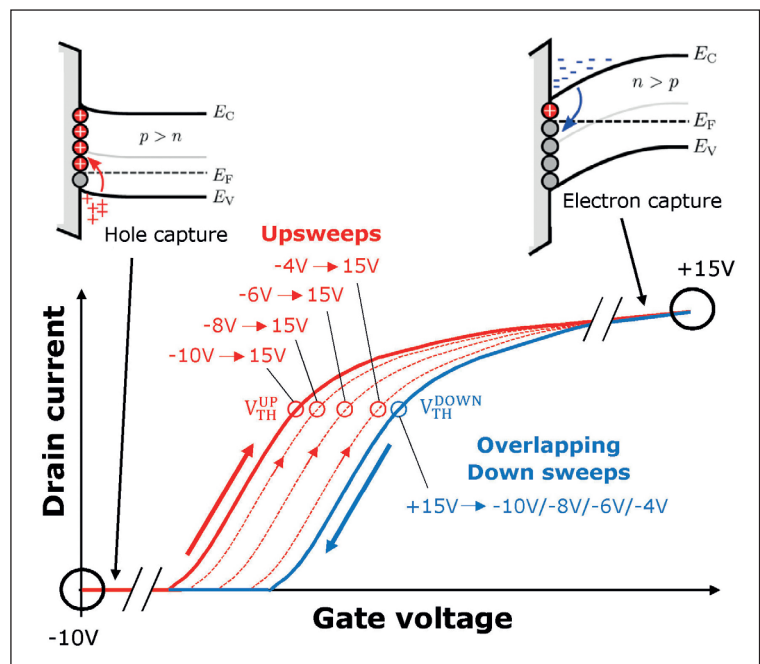 E_C
p > n
E_F
E_V
Hole capture
E_C
n > p
E_F
E_V
Electron capture
+15V
Upsweeps
-4V → 15V
-6V → 15V
-8V → 15V
-10V → 15V
V_TH^UP
V_TH^DOWN
Overlapping
Down sweeps
+15V → -10V/-8V/-6V/-4V
Drain current
-10V
Gate voltage